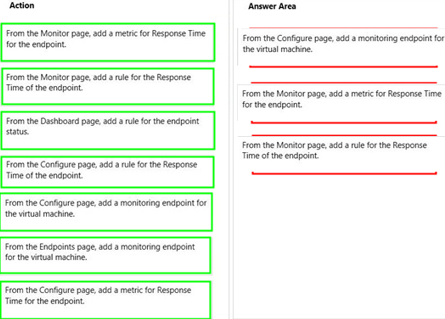 Action
From the Monitor page, add a metric for Response Time
for the endpoint.
From the Monitor page, add a rule for the Response
Time of the endpoint.
From the Dashboard page, add a rule for the endpoint
status.
From the Configure page, add a rule for the Response
Time of the endpoint.
From the Configure page, add a monitoring endpoint for
the virtual machine.
From the Endpoints page, add a monitoring endpoint
for the virtual machine.
From the Configure page, add a metric for Response
Time for the endpoint.
Answer Area
From the Configure page, add a monitoring endpoint for
the virtual machine.
From the Monitor page, add a metric for Response Time
for the endpoint.
From the Monitor page, add a rule for the Response
Time of the endpoint.